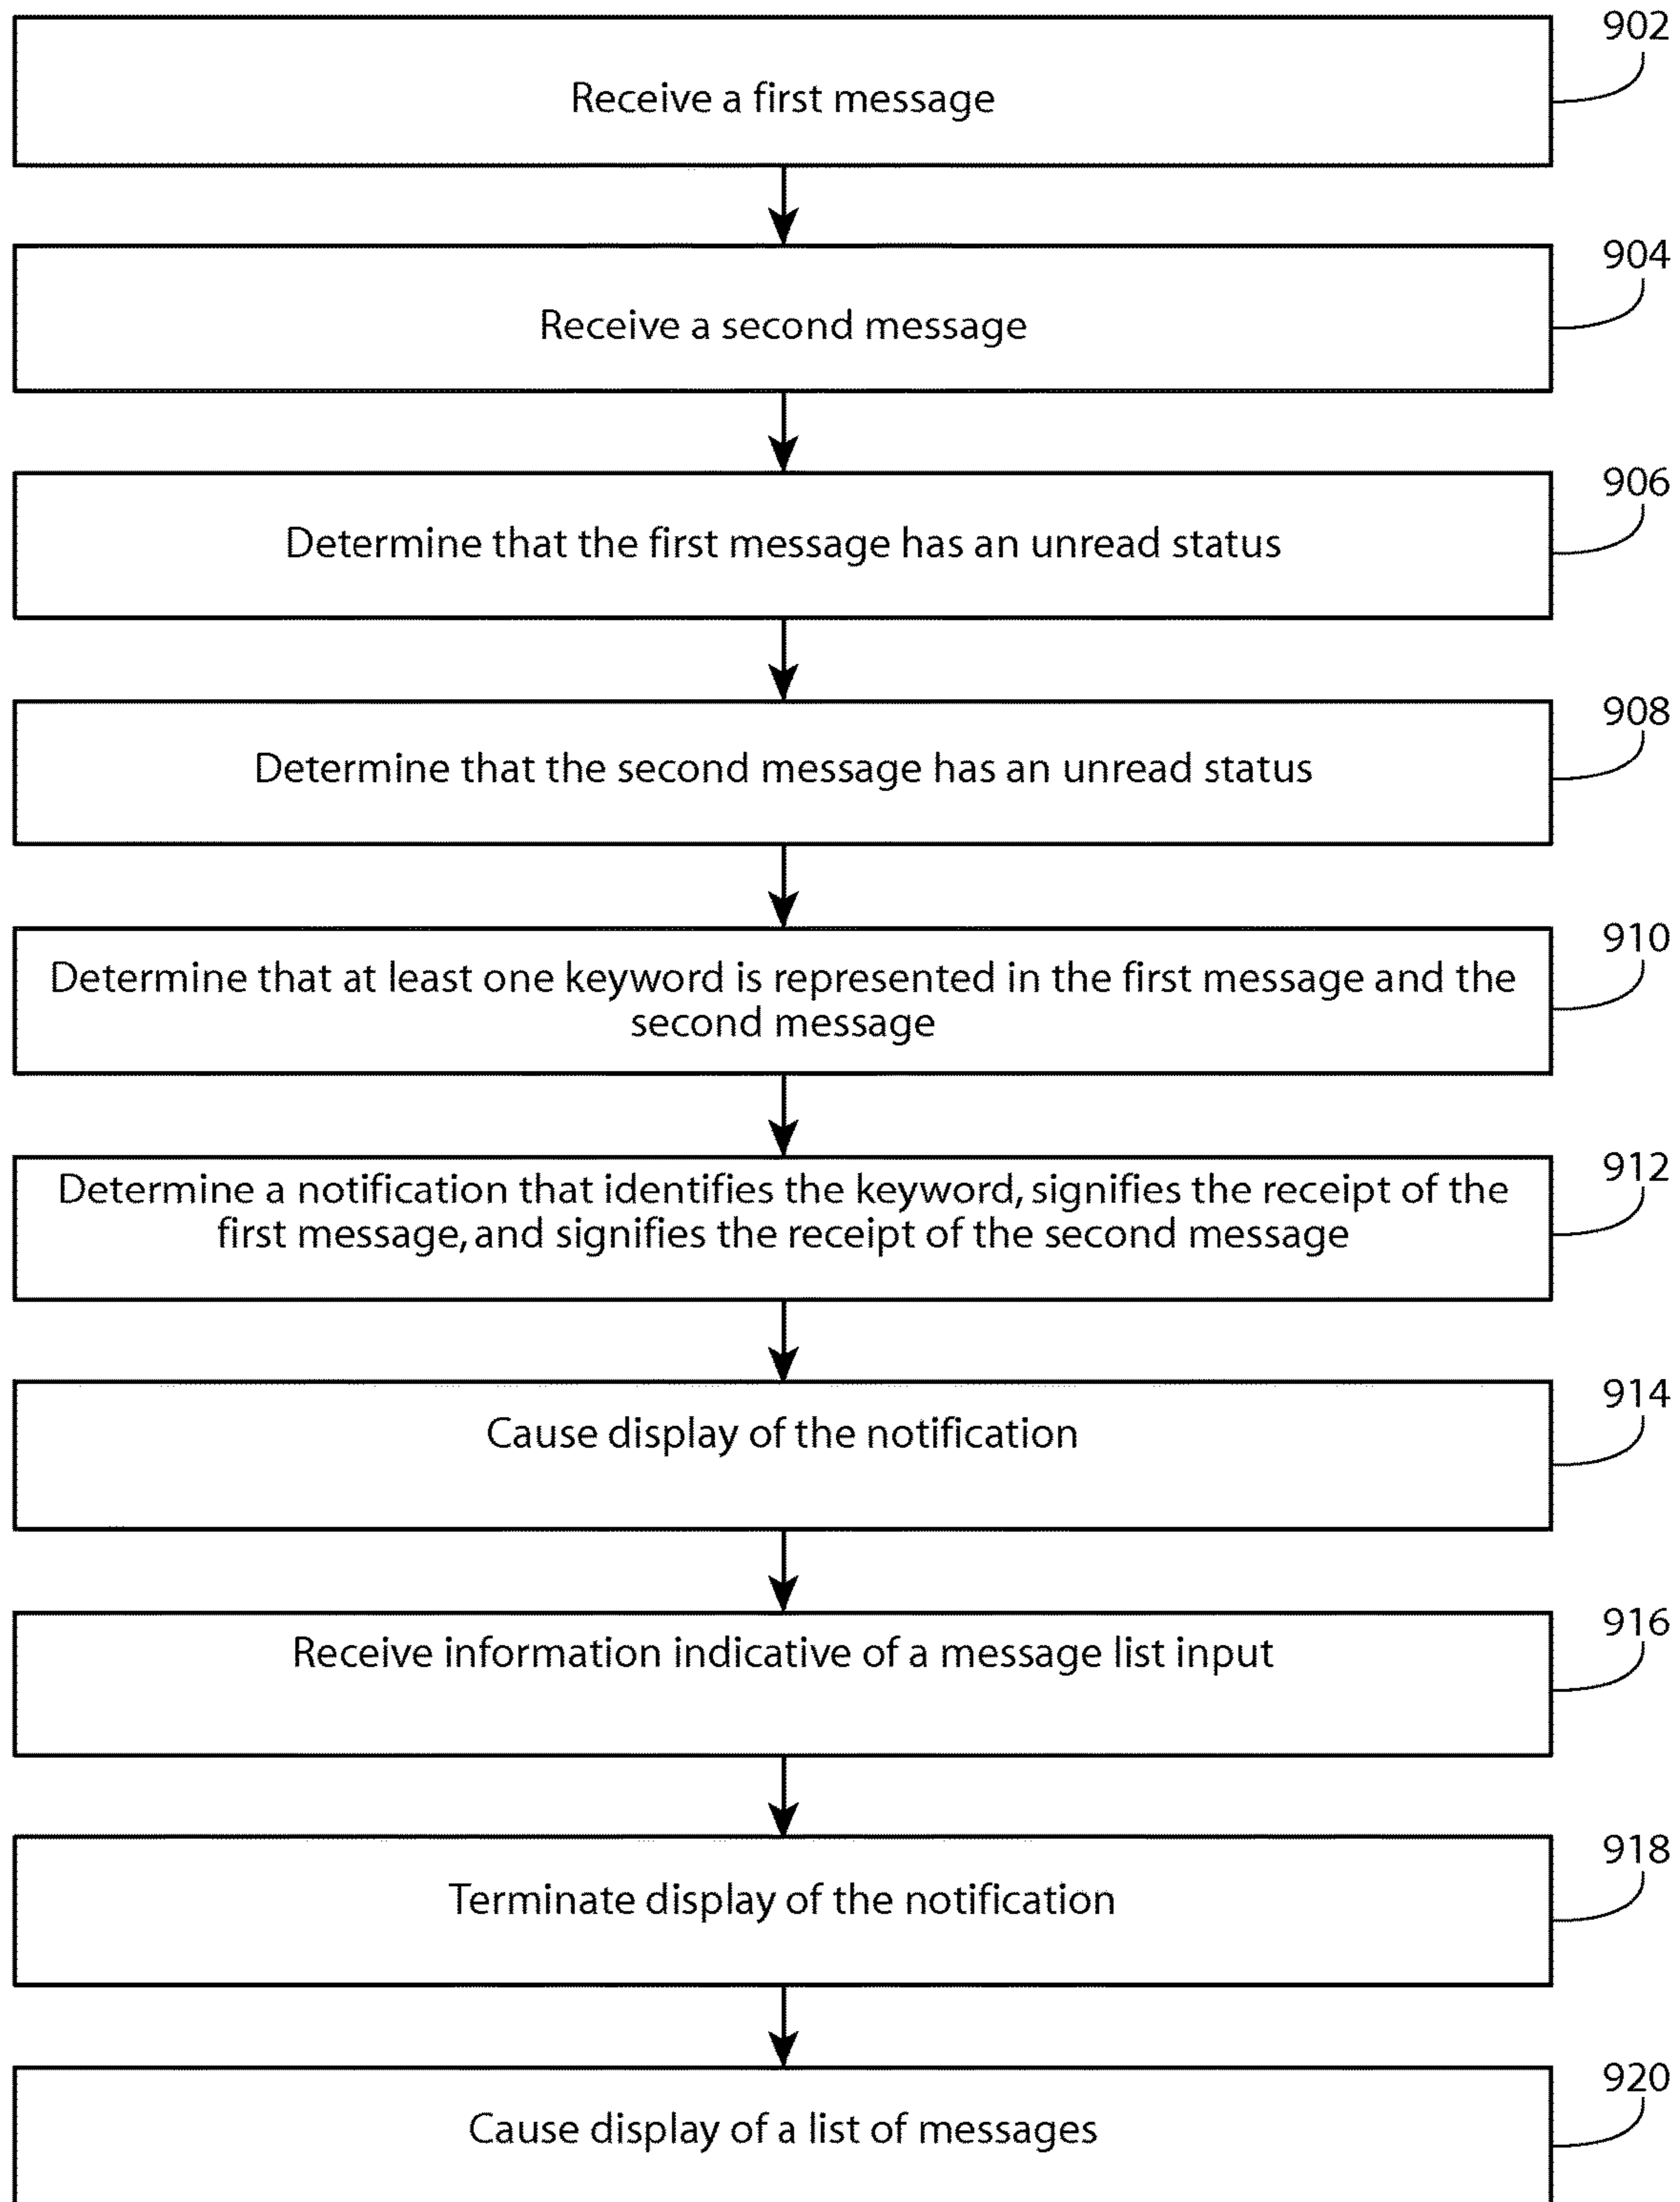 902
Receive a first message
904
Receive a second message
906
Determine that the first message has an unread status
908
Determine that the second message has an unread status
910
Determine that at least one keyword is represented in the first message and the
second message
912
Determine a notification that identifies the keyword, signifies the receipt of the
first message, and signifies the receipt of the second message
914
Cause display of the notification
916
Receive information indicative of a message list input
918
Terminate display of the notification
920
Cause display of a list of messages